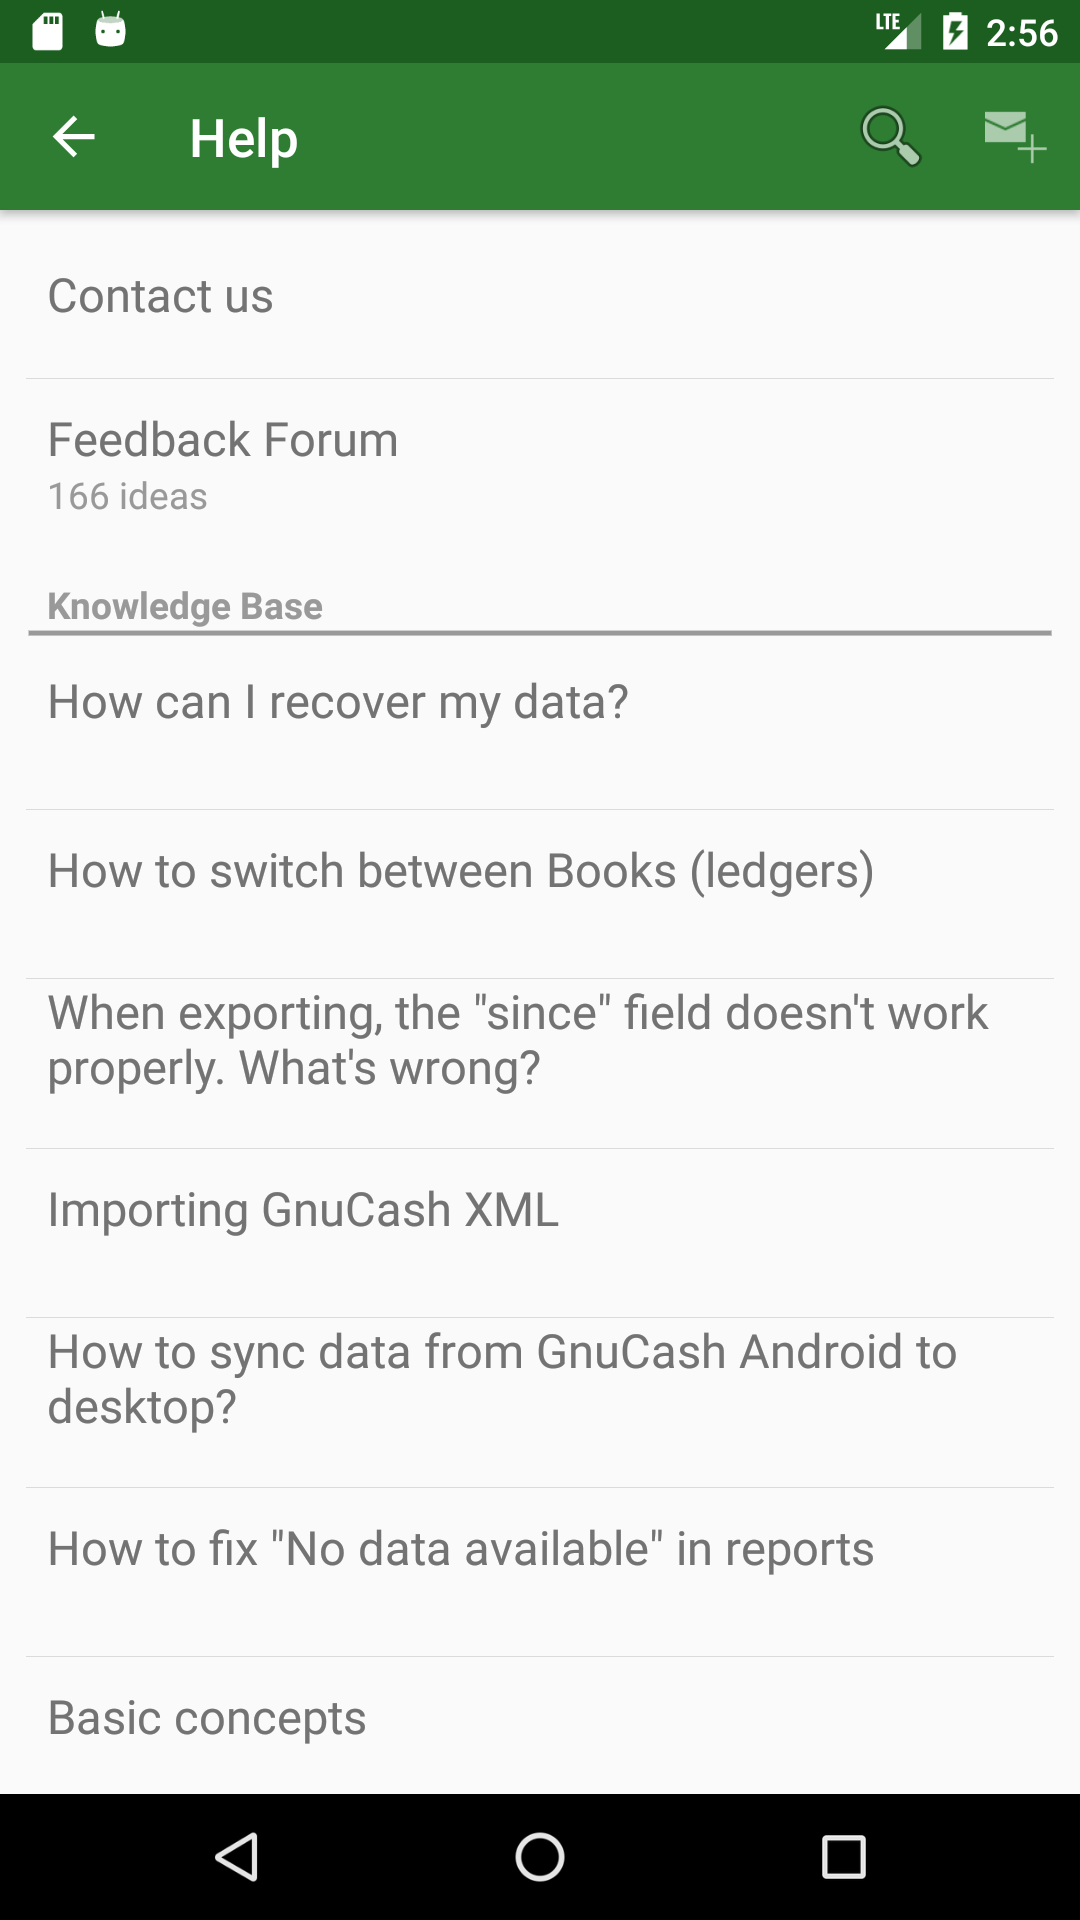 LTE 2:56
Help
Contact us
Feedback Forum
166 ideas
Knowledge Base
How can I recover my data?
How to switch between Books (ledgers)
When exporting, the "since" field doesn't work
properly. What's wrong?
Importing GnuCash XML
How to sync data from GnuCash Android to
desktop?
How to fix "No data available" in reports
Basic concepts